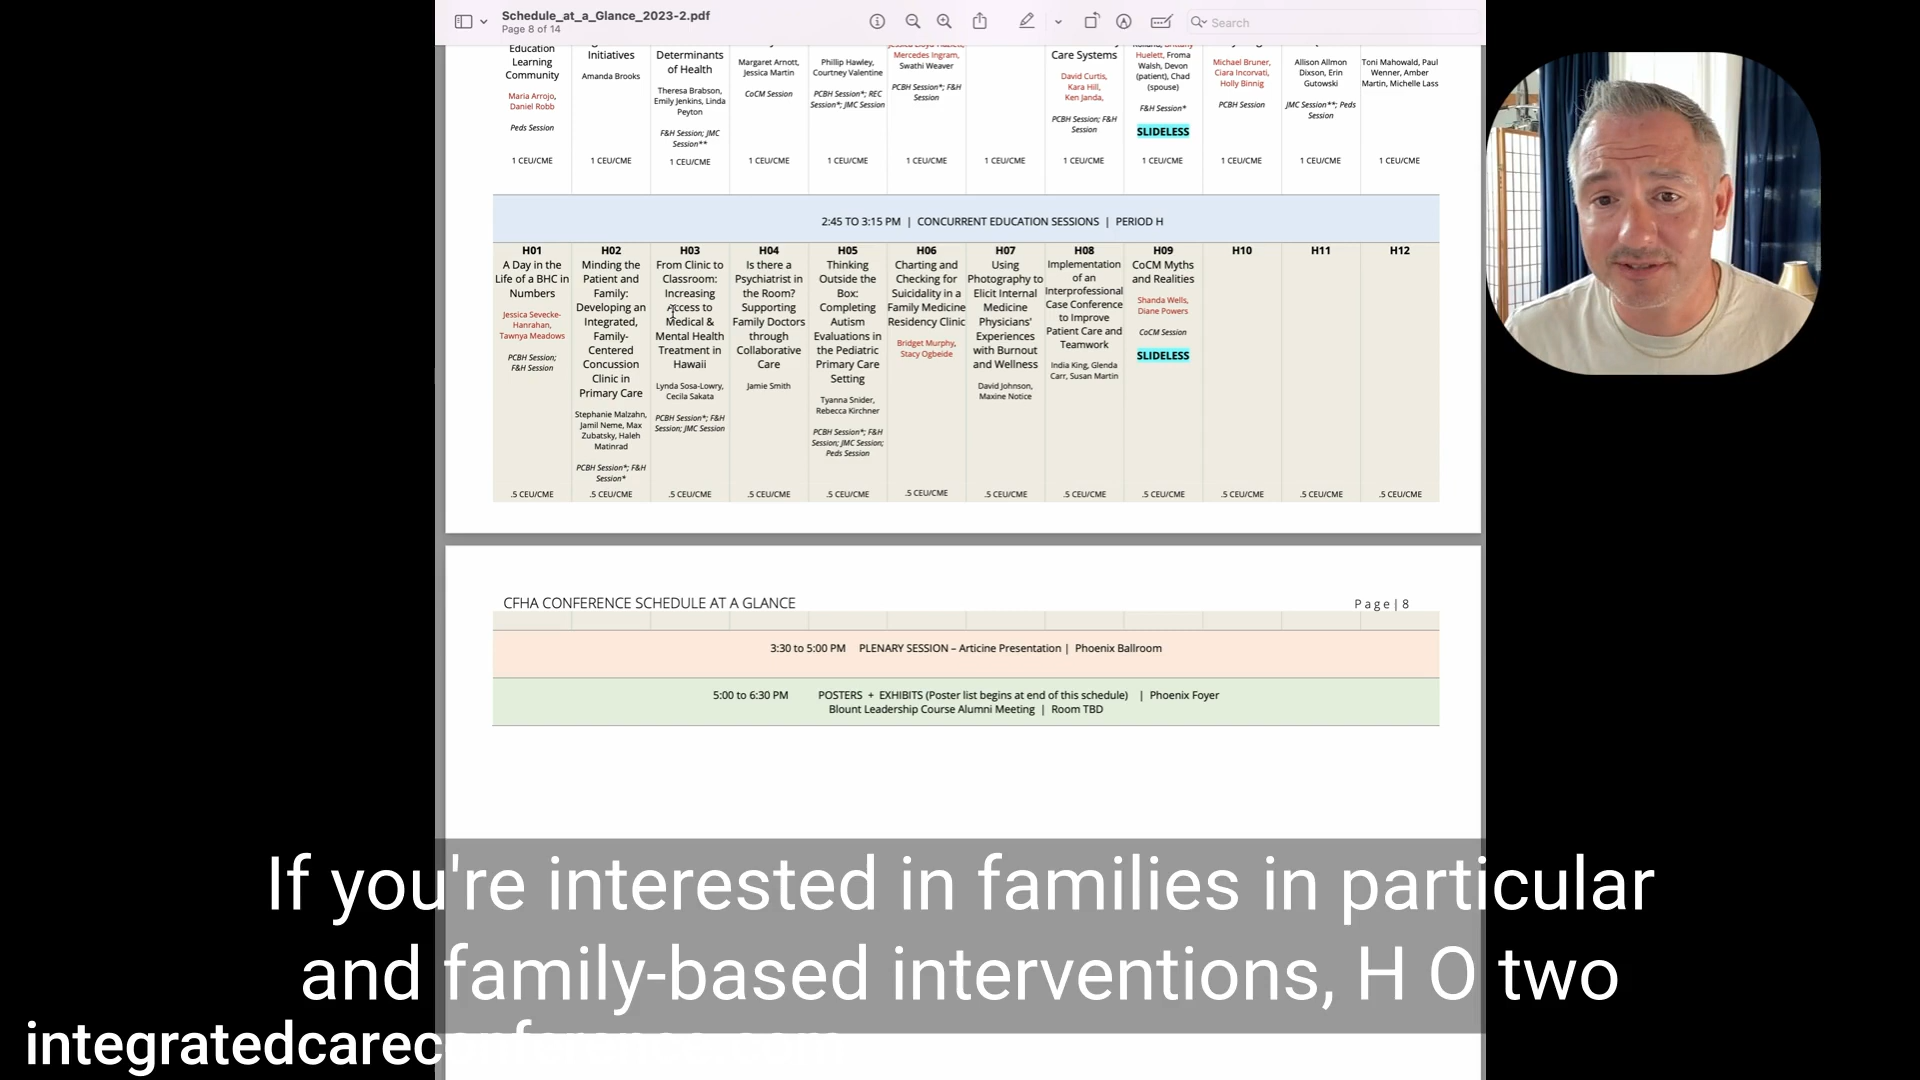 Schedule_at_a_Glance_2023-2.pdf
Page 8 of 14
Search
Education
Learning
Community
Maria Arrojo,
Daniel Robb
Peds Session
1 CEU/CME
Initiatives
Amanda Brooks
1 CEU/CME
Determinants
of Health
Theresa Brabson,
Emily Jenkins, Linda
Peyton
F&H Session; JMC
Session**
1 CEU/CME
Margaret Arnott,
Jessica Martin
CoCM Session
1 CEU/CME
Phillip Hawley,
Courtney Valentine
PCBH Session*; REC
Session*; JMC Session
1 CEU/CME
Mercedes Ingram,
Swathi Weaver
PCBH Session*; F&H
Session
1 CEU/CME
1 CEU/CME
Care Systems
David Curtis,
Kara Hill,
Ken Janda,
PCBH Session; F&H
Session
1 CEU/CME
Huelett, Froma
Walsh, Devon
(patient), Chad
(spouse)
F&H Session*
SLIDELESS
1 CEU/CME
Michael Bruner,
Ciara Incorvati,
Holly Binnig
PCBH Session
1 CEU/CME
Allison Allmon
Dixson, Erin
Gutowski
JMC Session**; Peds
Session
1 CEU/CME
Toni Mahowald, Paul
Wenner, Amber
Martin, Michelle Lass
1 CEU/CME
2:45 TO 3:15 PM | CONCURRENT EDUCATION SESSIONS | PERIOD H
H01
A Day in the
Life of a BHC in
Numbers
Jessica Sevecke-
Hanrahan,
Tawnya Meadows
PCBH Session;
F&H Session
.5 CEU/CME
H02
Minding the
Patient and
Family:
Developing an
Integrated,
Family-
Centered
Concussion
Clinic in
Primary Care
Stephanie Malzahn,
Jamil Neme, Max
Zubatsky, Haleh
Matinrad
PCBH Session*; F&H
Session*
.5 CEU/CME
H03
From Clinic to
Classroom:
Increasing
Access to
Medical &
Mental Health
Treatment in
Hawaii
Lynda Sosa-Lowry,
Cecila Sakata
PCBH Session*; F&H
Session; JMC Session
.5 CEU/CME
H04
Is there a
Psychiatrist in
the Room?
Supporting
Family Doctors
through
Collaborative
Care
Jamie Smith
.5 CEU/CME
H05
Thinking
Outside the
Box:
Completing
Autism
Evaluations in
the Pediatric
Primary Care
Setting
Tyanna Snider,
Rebecca Kirchner
PCBH Session*; F&H
Session; JMC Session;
Peds Session
.5 CEU/CME
H06
Charting and
Checking for
Suicidality in a
Family Medicine
Residency Clinic
Bridget Murphy,
Stacy Ogbeide
.5 CEU/CME
H07
Using
Photography to
Elicit Internal
Medicine
Physicians'
Experiences
with Burnout
and Wellness
David Johnson,
Maxine Notice
.5 CEU/CME
H08
Implementation
of an
Interprofessional
Case Conference
to Improve
Patient Care and
Teamwork
India King, Glenda
Carr, Susan Martin
.5 CEU/CME
H09
CoCM Myths
and Realities
Shanda Wells,
Diane Powers
CoCM Session
SLIDELESS
.5 CEU/CME
H10
.5 CEU/CME
H11
.5 CEU/CME
H12
.5 CEU/CME
CFHA CONFERENCE SCHEDULE AT A GLANCE
Page | 8
3:30 to 5:00 PM PLENARY SESSION – Articine Presentation | Phoenix Ballroom
5:00 to 6:30 PM POSTERS + EXHIBITS (Poster list begins at end of this schedule) | Phoenix Foyer
Blount Leadership Course Alumni Meeting | Room TBD
If you're interested in families in particular
and family-based interventions, H O two
integratedcareconference.com